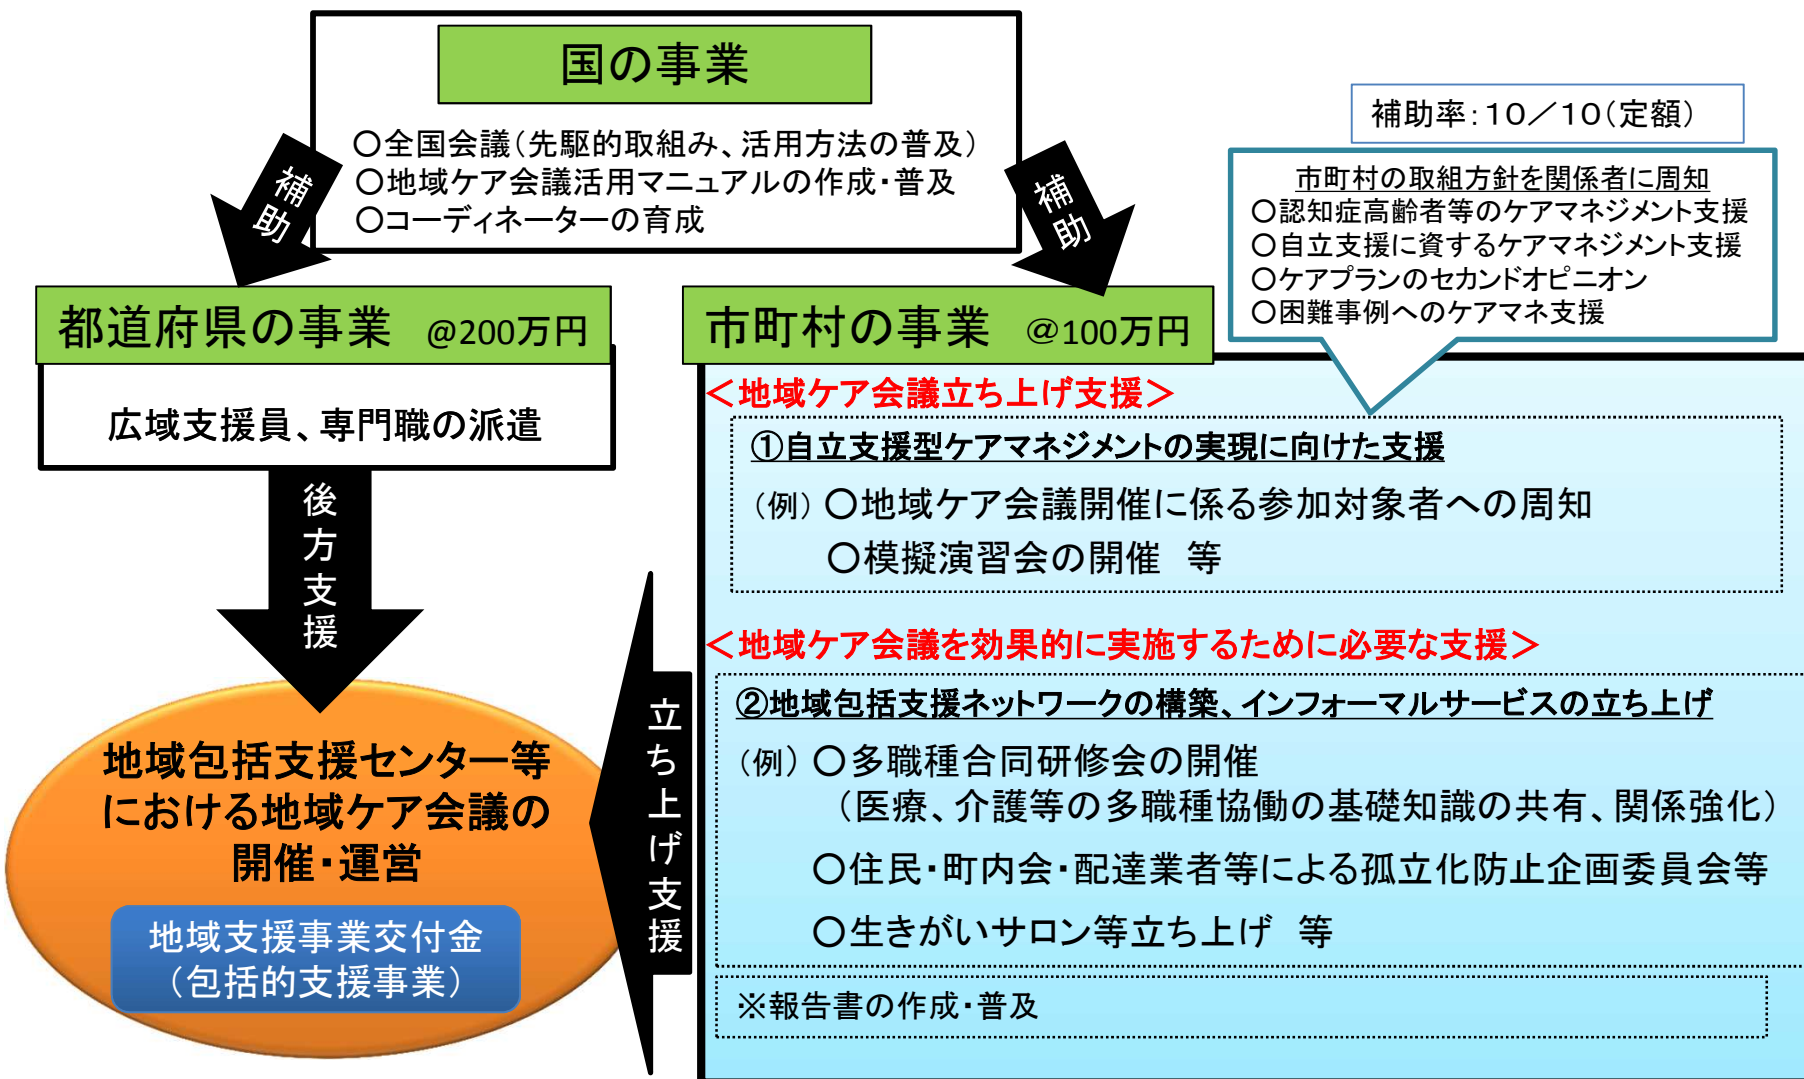 国の事業
〇全国会議（先駆的取組み、活用方法の普及）
〇地域ケア会議活用マニュアルの作成・普及
〇コーディネーターの育成
補助
補助
補助率：１０／１０（定額）
市町村の取組方針を関係者に周知
〇認知症高齢者等のケアマネジメント支援
〇自立支援に資するケアマネジメント支援
〇ケアプランのセカンドオピニオン
〇困難事例へのケアマネ支援
都道府県の事業 @200万円
広域支援員、専門職の派遣
後方支援
市町村の事業 ＠100万円
＜地域ケア会議立ち上げ支援＞
①自立支援型ケアマネジメントの実現に向けた支援
（例）〇地域ケア会議開催に係る参加対象者への周知
〇模擬演習会の開催 等
＜地域ケア会議を効果的に実施するために必要な支援＞
②地域包括支援ネットワークの構築、インフォーマルサービスの立ち上げ
（例）〇多職種合同研修会の開催
（医療、介護等の多職種協働の基礎知識の共有、関係強化）
〇住民・町内会・配達業者等による孤立化防止企画委員会等
〇生きがいサロン等立ち上げ 等
※報告書の作成・普及
立ち上げ支援
地域包括支援センター等
における地域ケア会議の
開催・運営
地域支援事業交付金
（包括的支援事業）